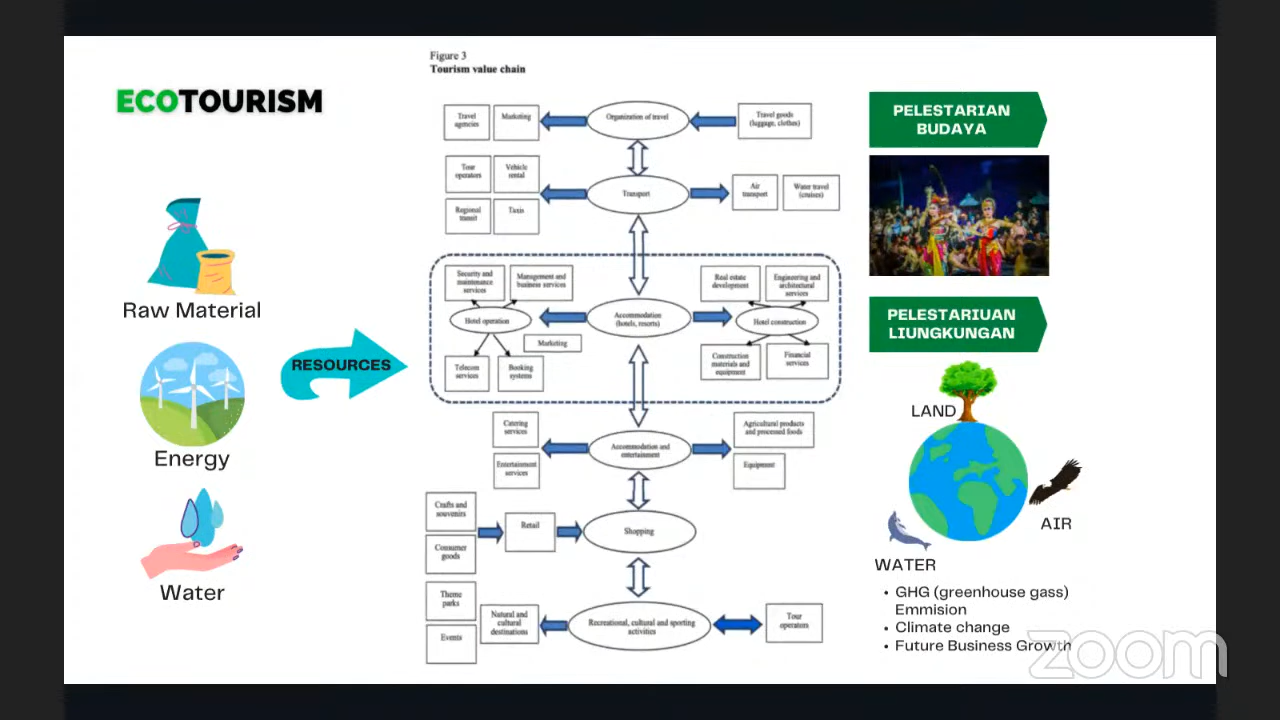 Figure 3
Tourism value chain
ECOTOURISM
Raw Material
Energy
Water
RESOURCES
Travel
agencies
Marketing
Organization of travel
Travel goods
(luggage, clothes)
Tour
operators
Vehicle
rental
Regional
transit
Taxis
Transport
Air
transport
Water travel
(cruises)
Security and
maintenance
services
Management and
business services
Hotel operation
Marketing
Telecom
services
Booking
systems
Accommodation
(hotels, resorts)
Real estate
development
Engineering and
architectural
services
Hotel construction
Construction
materials and
equipment
Financial
services
Catering
services
Entertainment
services
Accommodation and
entertainment
Agricultural products
and processed foods
Equipment
Crafts and
souvenirs
Consumer
goods
Retail
Shopping
Theme
parks
Events
Natural and
cultural
destinations
Recreational, cultural and sporting
activities
Tour
operators
PELESTARIAN
BUDAYA
PELESTARIUAN
LIUNGKUNGAN
LAND
AIR
WATER
• GHG (greenhouse gass)
Emmision
• Climate change
• Future Business Growth
zoom